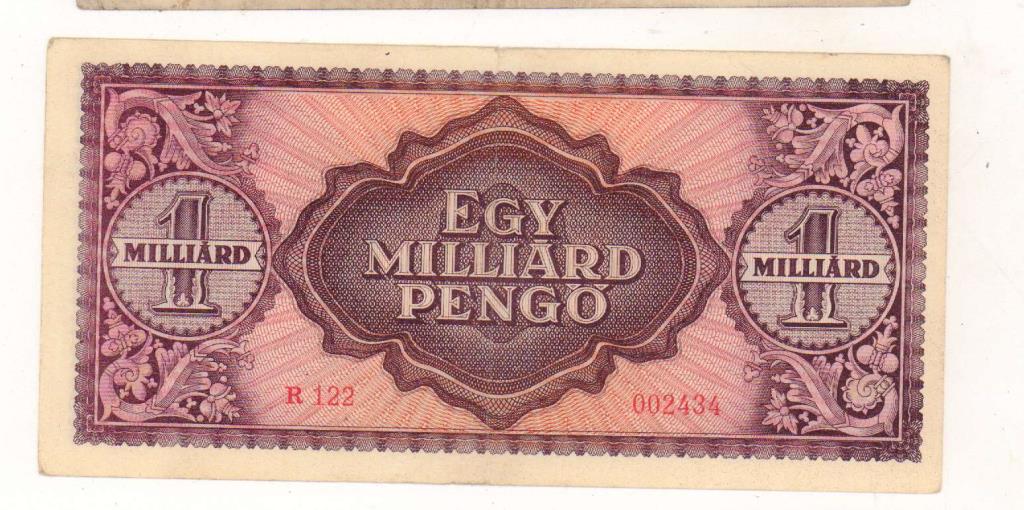 EGY
MILLIÁRD
PENGŐ
1
MILLIÁRD
1
MILLIÁRD
R 122
002434